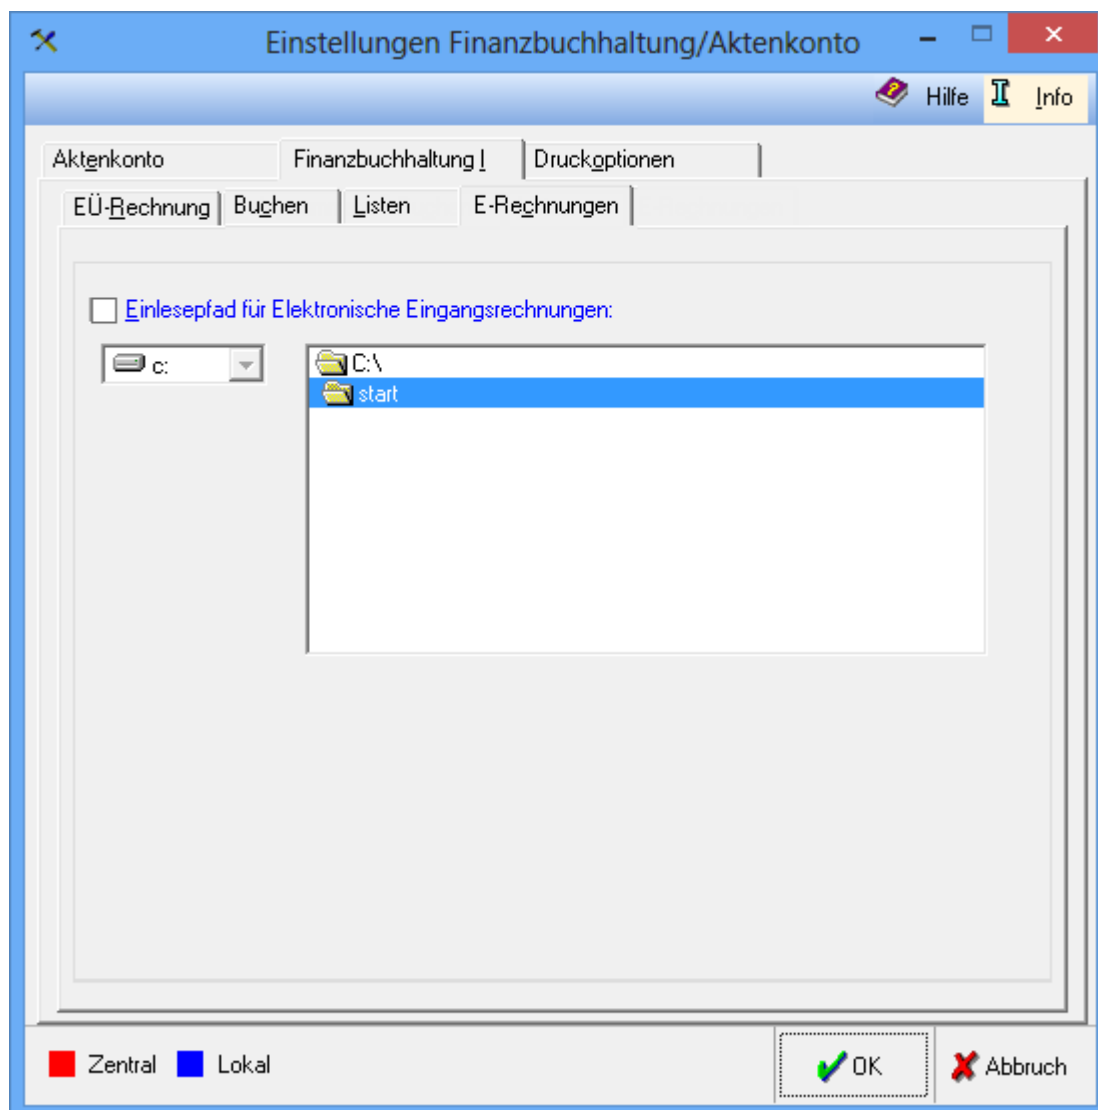 Einstellungen Finanzbuchhaltung/Aktenkonto
Hilfe Info
Aktenkonto Finanzbuchhaltung I Druckoptionen
EÜ-Rechnung Buchen Listen E-Rechnungen
Einlesepfad für Elektronische Eingangsrechnungen:
c: C:\
start
Zentral Lokal OK Abbruch